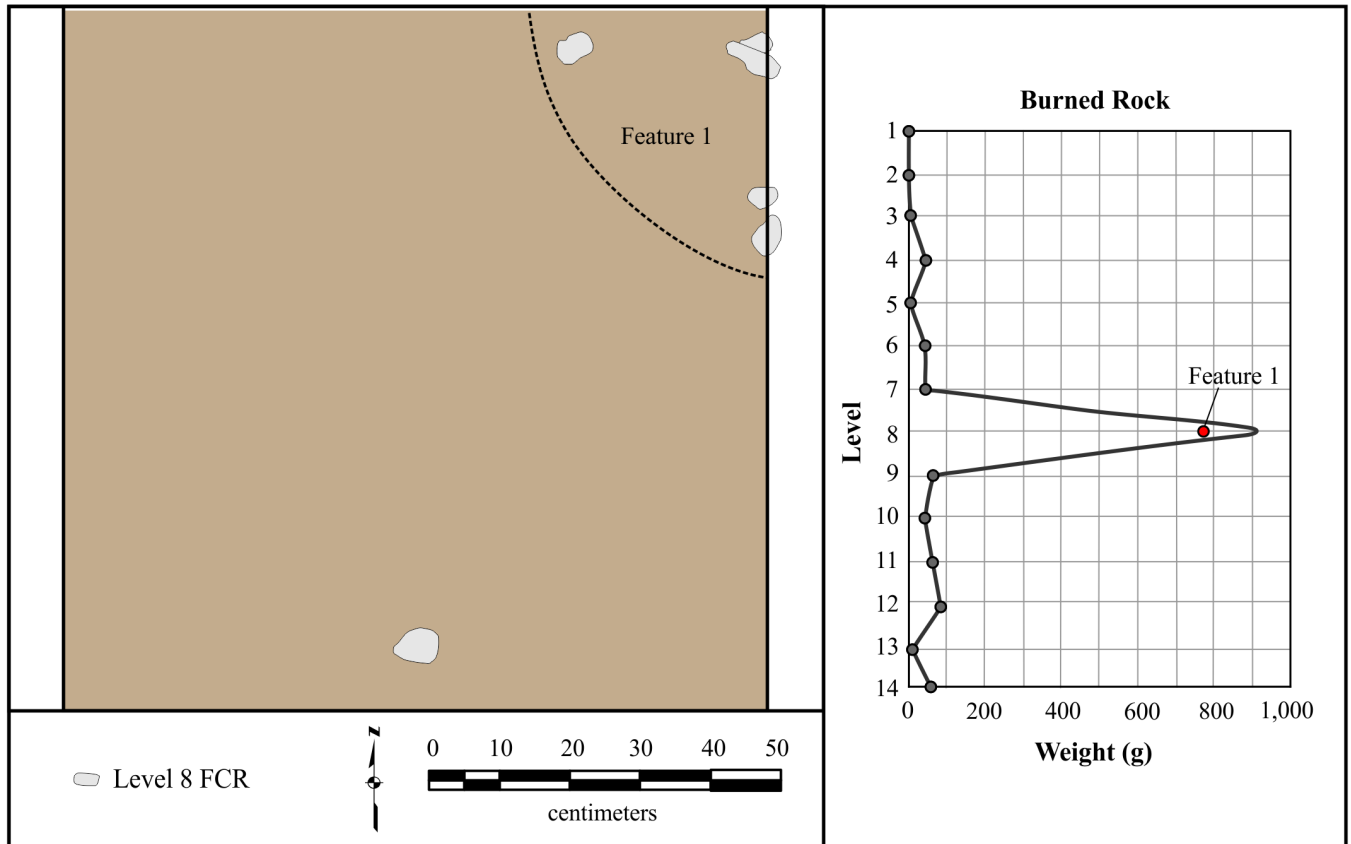 Feature 1
Level 8 FCR
N
0 10 20 30 40 50
centimeters
Burned Rock
1
2
3
4
5
6
7
8
9
10
11
12
13
14
Level
Feature 1
0 200 400 600 800 1,000
Weight (g)